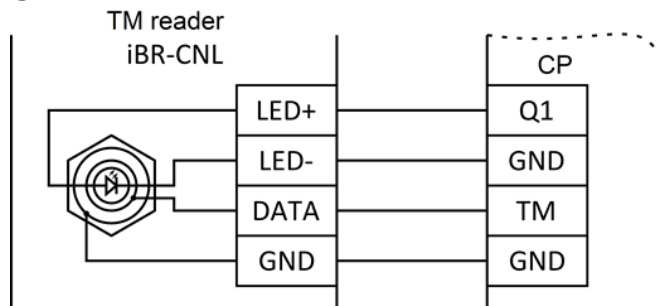 TM reader
iBR-CNL
CP
LED+ Q1
LED- GND
DATA TM
GND GND